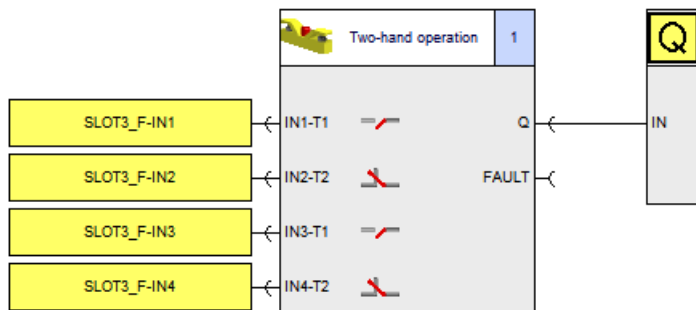 Two-hand operation 1
Q
SLOT3_F-IN1 IN1-T1 Q IN
SLOT3_F-IN2 IN2-T2 FAULT
SLOT3_F-IN3 IN3-T1
SLOT3_F-IN4 IN4-T2